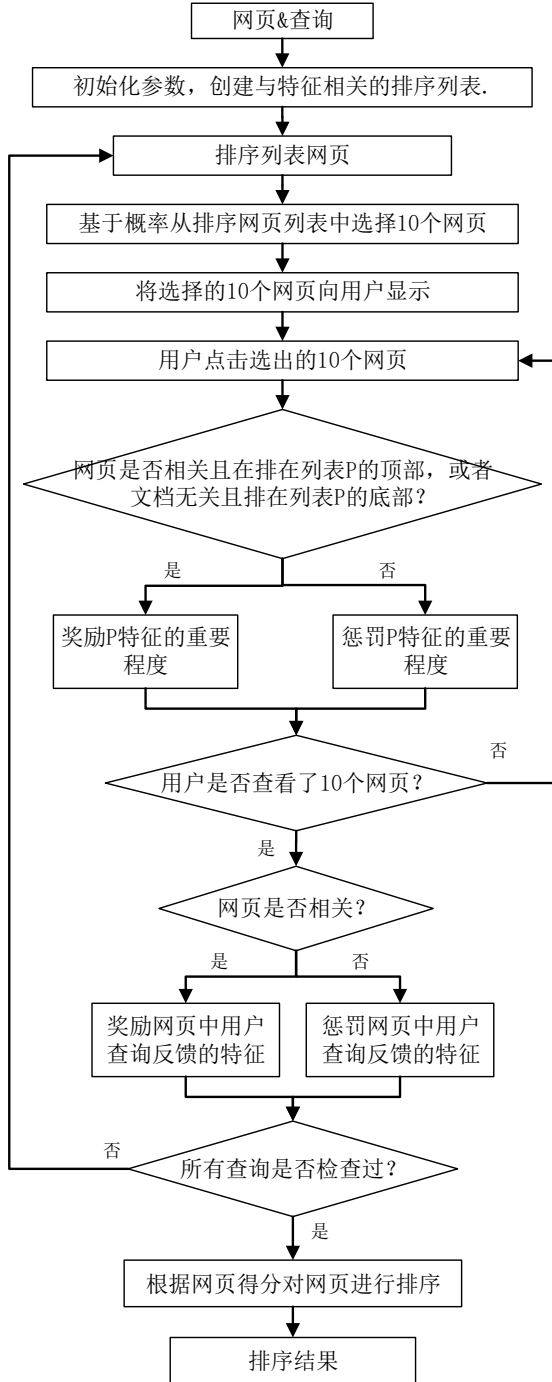 网页&查询
初始化参数，创建与特征相关的排序列表.
排序列表网页
基于概率从排序网页列表中选择10个网页
将选择的10个网页向用户显示
用户点击选出的10个网页
网页是否相关且在排在列表P的顶部，或者
文档无关且排在列表P的底部？
是
否
奖励P特征的重要
程度
惩罚P特征的重要
程度
否
用户是否查看了10个网页？
是
网页是否相关？
是
否
奖励网页中用户
查询反馈的特征
惩罚网页中用户
查询反馈的特征
否
所有查询是否检查过？
是
根据网页得分对网页进行排序
排序结果